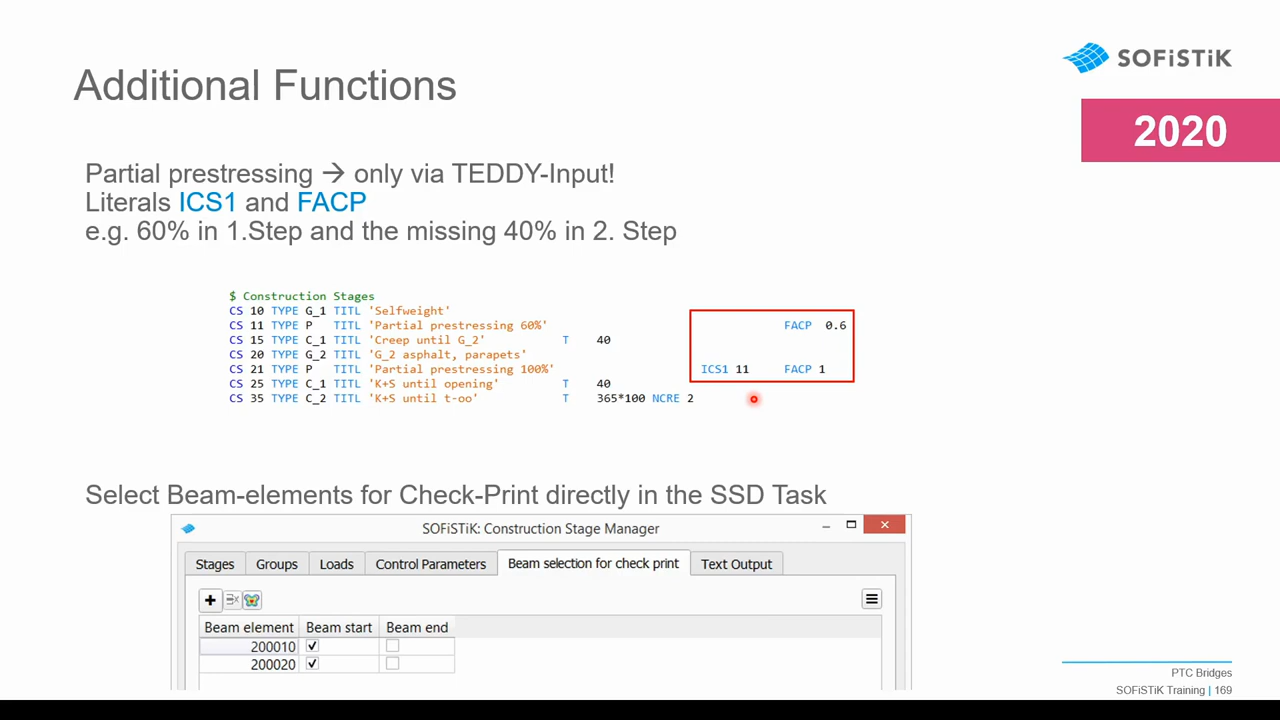 SOFiSTiK
Additional Functions
2020
Partial prestressing → only via TEDDY-Input!
Literals ICS1 and FACP
e.g. 60% in 1.Step and the missing 40% in 2. Step
$ Construction Stages
CS 10 TYPE G_1 TITL 'Selfweight'
CS 11 TYPE P TITL 'Partial prestressing 60%' FACP 0.6
CS 15 TYPE C_1 TITL 'Creep until G_2' T 40
CS 20 TYPE G_2 TITL 'G_2 asphalt, parapets'
CS 21 TYPE P TITL 'Partial prestressing 100%' ICS1 11 FACP 1
CS 25 TYPE C_1 TITL 'K+S until opening' T 40
CS 35 TYPE C_2 TITL 'K+S until t-oo' T 365*100 NCRE 2
Select Beam-elements for Check-Print directly in the SSD Task
SOFiSTiK: Construction Stage Manager
Stages Groups Loads Control Parameters Beam selection for check print Text Output
Beam element Beam start Beam end
200010
200020
PTC Bridges
SOFiSTiK Training | 169